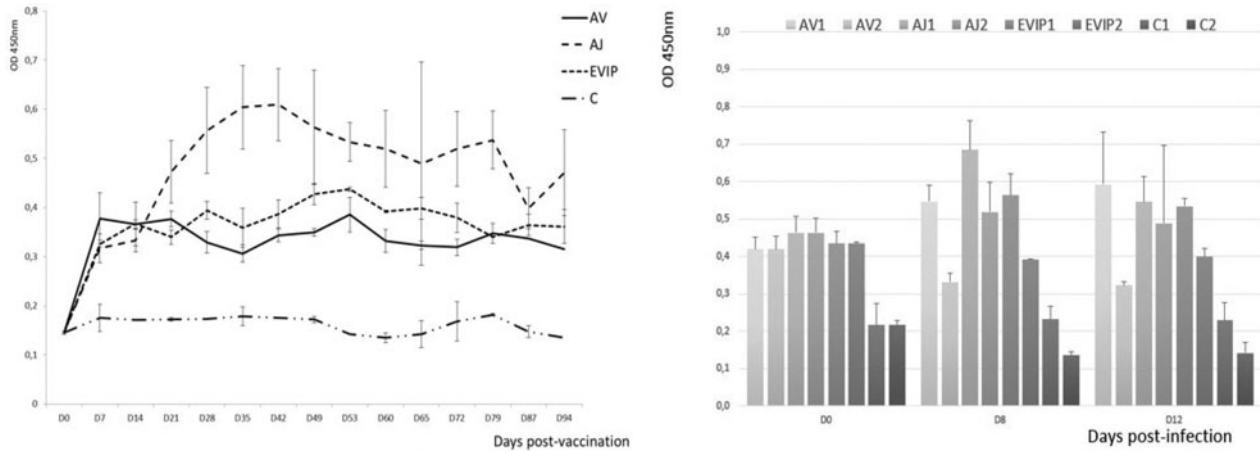 OD 450nm
0,8
0,7
0,6
0,5
0,4
0,3
0,2
0,1
0
AV
AJ
EVIP
C
D0 D7 D14 D21 D28 D35 D42 D49 D53 D60 D65 D72 D79 D87 D94
Days post-vaccination
OD 450nm
AV1 AV2 AJ1 AJ2 EVIP1 EVIP2 C1 C2
1,0
0,9
0,8
0,7
0,6
0,5
0,4
0,3
0,2
0,1
0,0
D0 D8 D12
Days post-infection